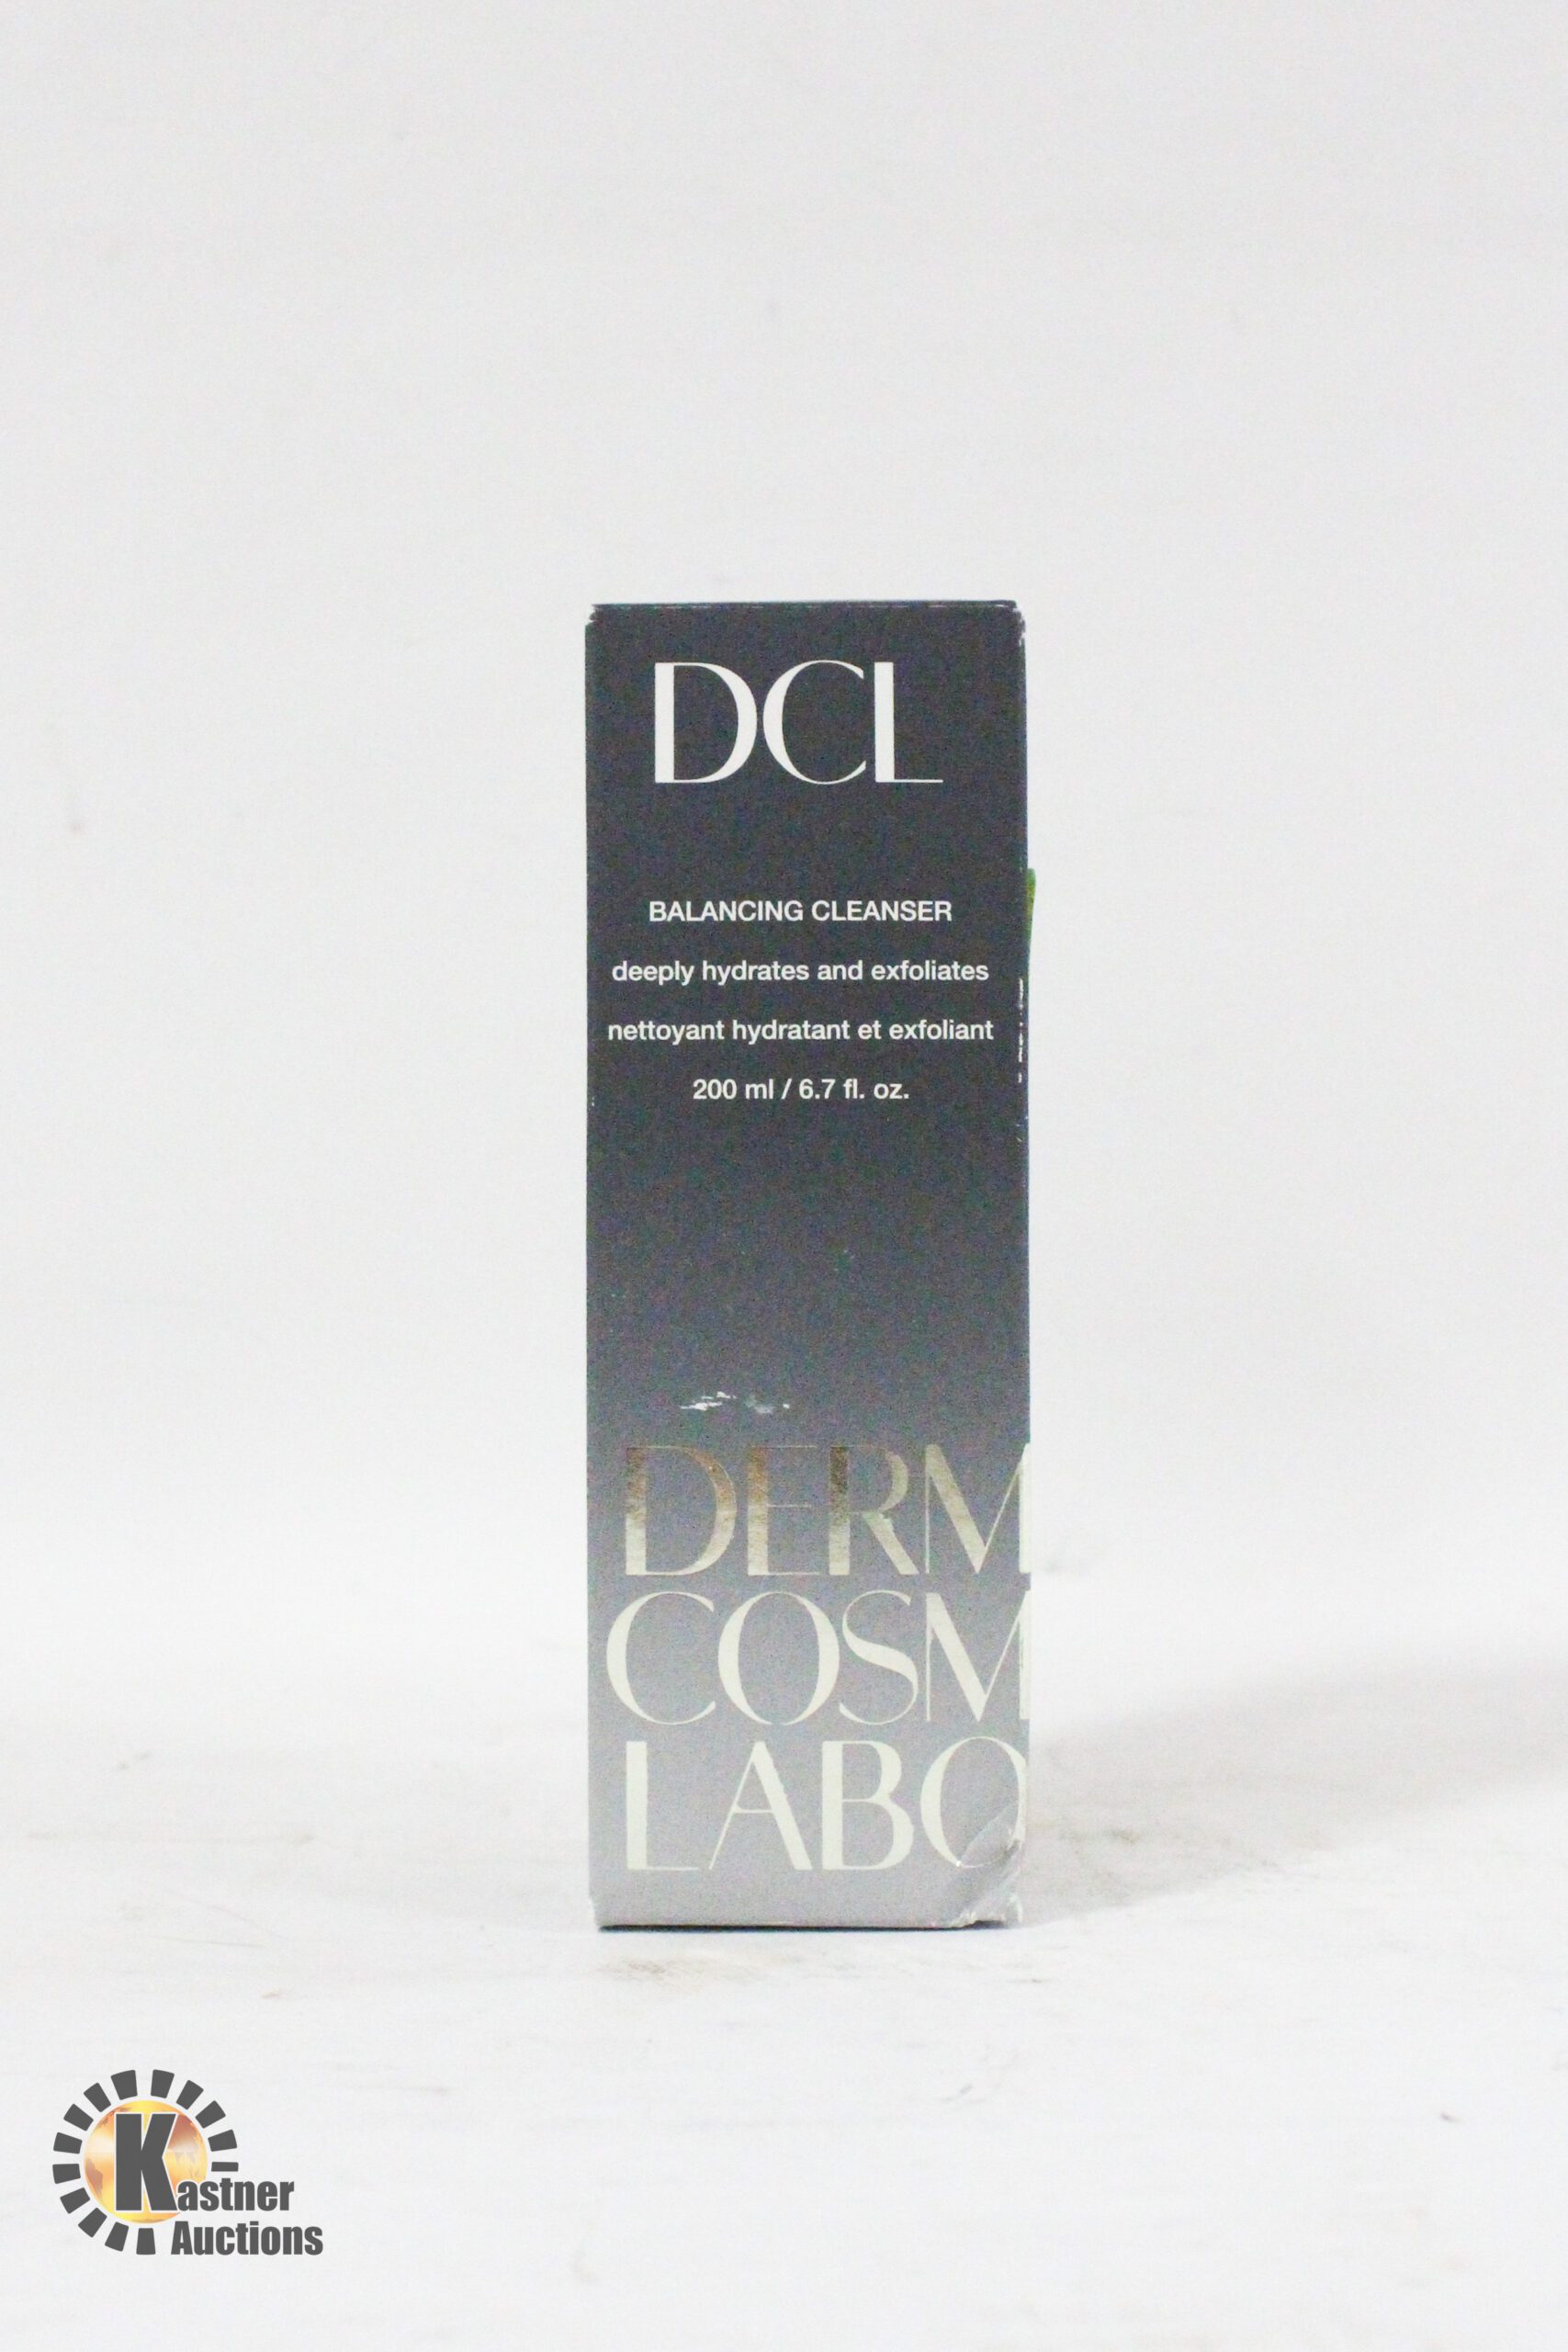 DCL
BALANCING CLEANSER
deeply hydrates and exfoliates
nettoyant hydratant et exfoliant
200 ml / 6.7 fl. oz.
DERM
COSM
LABO
Kastner
Auctions